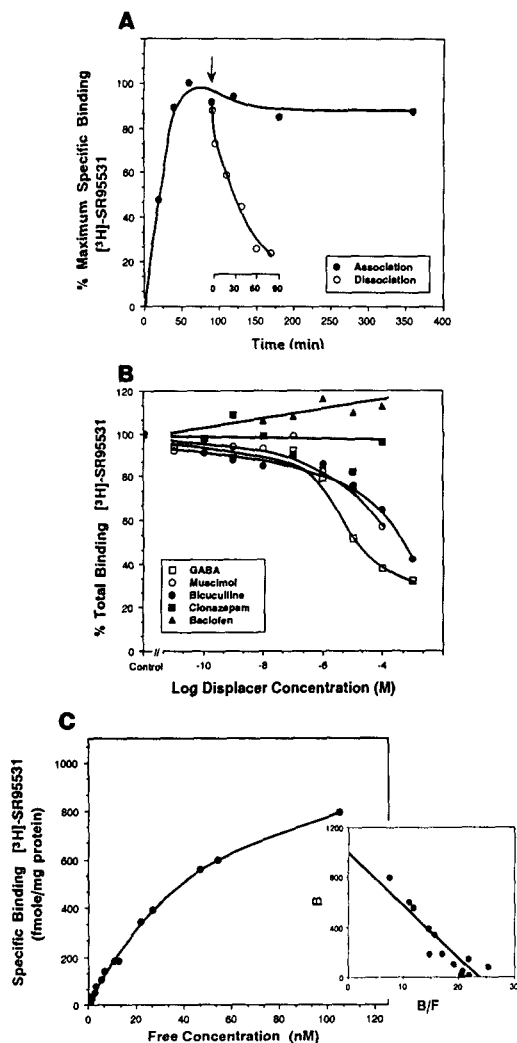 A
% Maximum Specific Binding
[³H]-SR95531
100
80
60
40
20
0
0 30 60 90
Association
Dissociation
0 50 100 150 200 250 300 350 400
Time (min)
B
% Total Binding [³H]-SR95531
120
100
80
60
40
20
0
GABA
Muscimol
Bicuculline
Clonazepam
Baclofen
Control
-10 -8 -6 -4 -2
Log Displacer Concentration (M)
C
Specific Binding [³H]-SR95531
(fmole/mg protein)
1000
800
600
400
200
0
0 20 40 60 80 100 120
Free Concentration (nM)
B
1200
800
400
0
0 10 20 30
B/F